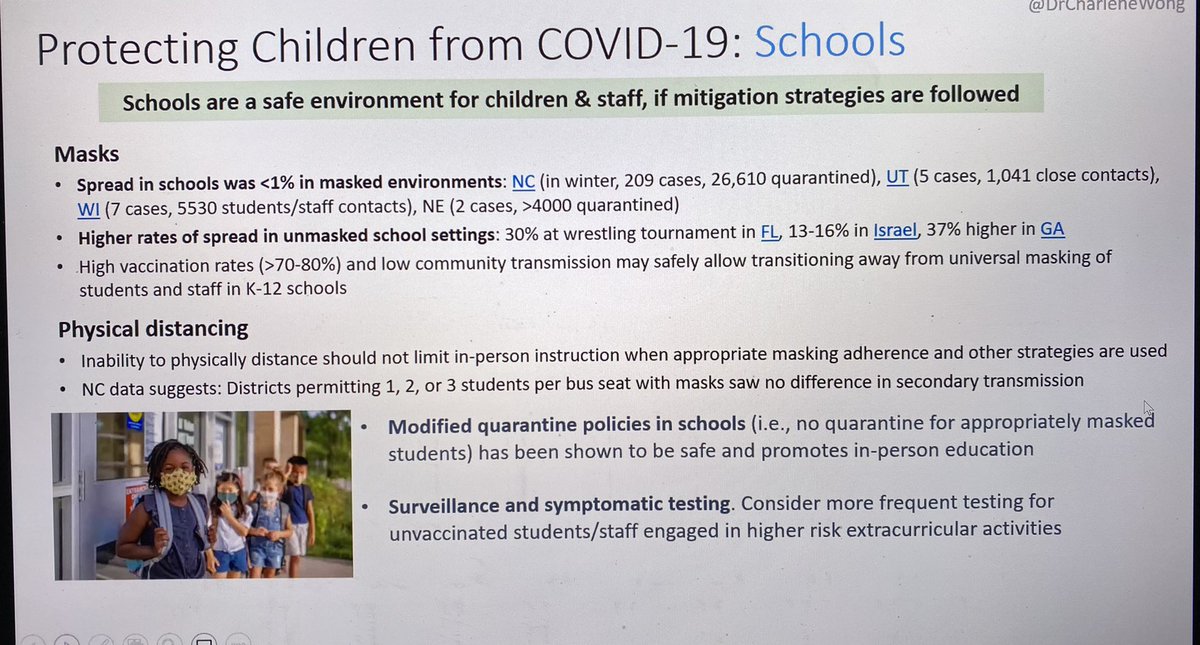 @DrCharleneWong
Protecting Children from COVID-19: Schools
Schools are a safe environment for children & staff, if mitigation strategies are followed
Masks
• Spread in schools was <1% in masked environments: NC (in winter, 209 cases, 26,610 quarantined), UT (5 cases, 1,041 close contacts),
WI (7 cases, 5530 students/staff contacts), NE (2 cases, >4000 quarantined)
• Higher rates of spread in unmasked school settings: 30% at wrestling tournament in FL, 13-16% in Israel, 37% higher in GA
• High vaccination rates (>70-80%) and low community transmission may safely allow transitioning away from universal masking of
students and staff in K-12 schools
Physical distancing
• Inability to physically distance should not limit in-person instruction when appropriate masking adherence and other strategies are used
• NC data suggests: Districts permitting 1, 2, or 3 students per bus seat with masks saw no difference in secondary transmission
• Modified quarantine policies in schools (i.e., no quarantine for appropriately masked
students) has been shown to be safe and promotes in-person education
• Surveillance and symptomatic testing. Consider more frequent testing for
unvaccinated students/staff engaged in higher risk extracurricular activities